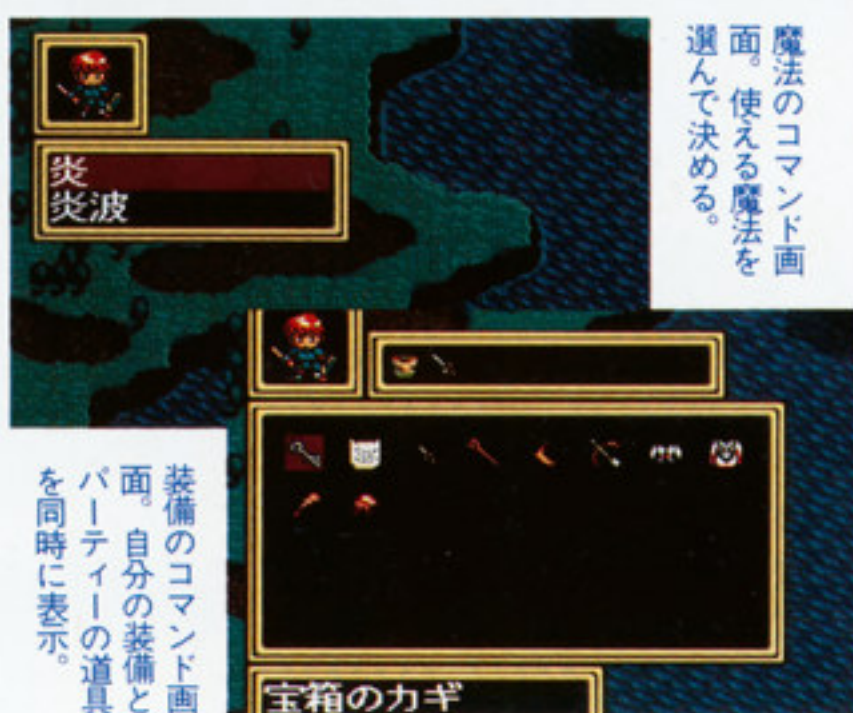 魔法のコマンド画
面。使える魔法を
選んで決める。
炎
炎波
装備のコマンド画
面。自分の装備と
パーティーの道具
を同時に表示。
宝箱のカギ